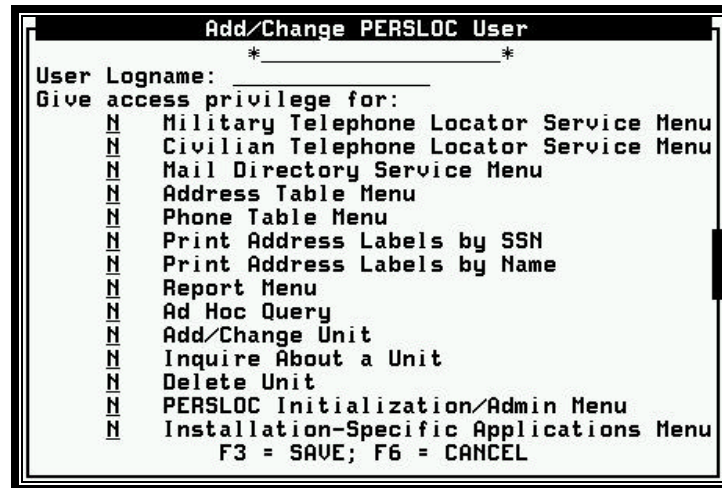 Add/Change PERSLOC User
*____________________*
User Logname: ________________
Give access privilege for:
N Military Telephone Locator Service Menu
N Civilian Telephone Locator Service Menu
N Mail Directory Service Menu
N Address Table Menu
N Phone Table Menu
N Print Address Labels by SSN
N Print Address Labels by Name
N Report Menu
N Ad Hoc Query
N Add/Change Unit
N Inquire About a Unit
N Delete Unit
N PERSLOC Initialization/Admin Menu
N Installation-Specific Applications Menu
F3 = SAVE; F6 = CANCEL